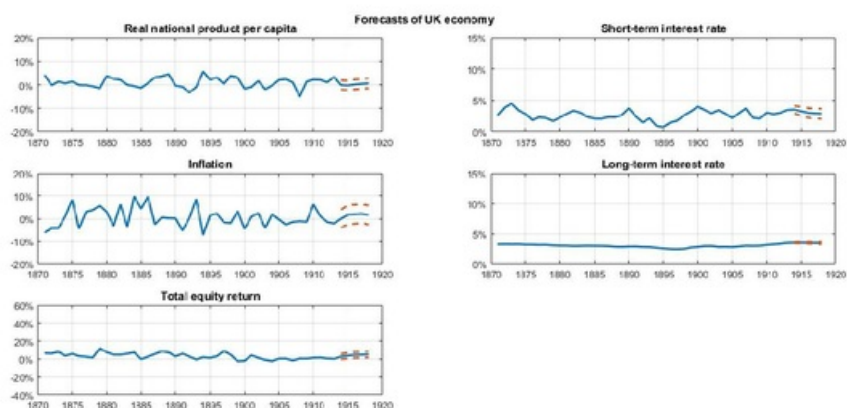 Forecasts of UK economy
Real national product per capita
20%
10%
0%
-10%
-20%
1870 1875 1880 1885 1890 1895 1900 1905 1910 1915 1920
Short-term interest rate
15%
10%
5%
0%
1870 1875 1880 1885 1890 1895 1900 1905 1910 1915 1920
Inflation
20%
10%
0%
-10%
-20%
1870 1875 1880 1885 1890 1895 1900 1905 1910 1915 1920
Long-term interest rate
15%
10%
5%
0%
1870 1875 1880 1885 1890 1895 1900 1905 1910 1915 1920
Total equity return
60%
40%
20%
0%
-20%
-40%
1870 1875 1880 1885 1890 1895 1900 1905 1910 1915 1920